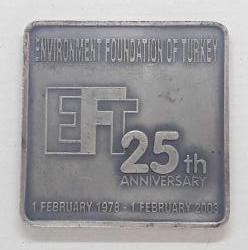 ENVIRONMENT FOUNDATION OF TURKEY
EFT
25th
ANNIVERSARY
1 FEBRUARY 1978 - 1 FEBRUARY 2003